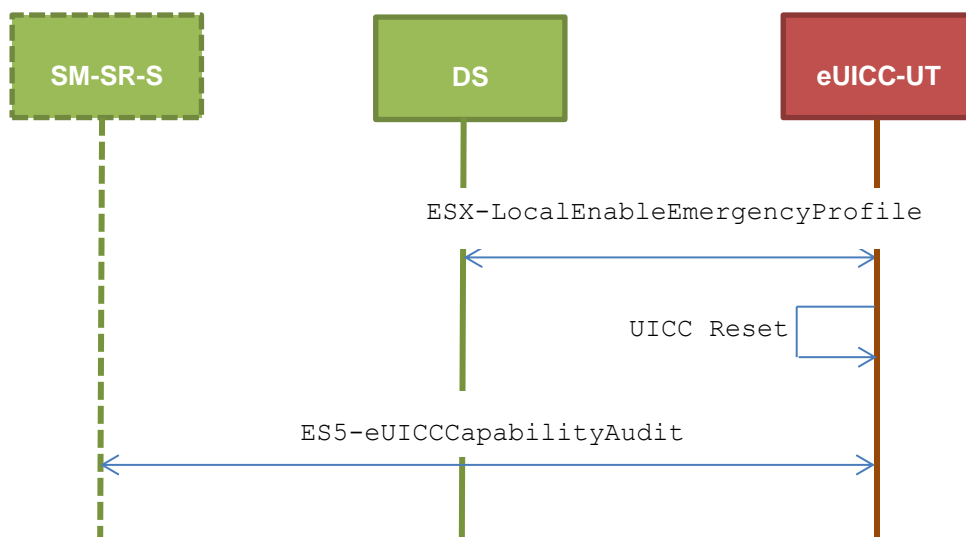 SM-SR-S
DS
eUICC-UT
ESX-LocalEnableEmergencyProfile
UICC Reset
ES5-eUICCCapabilityAudit